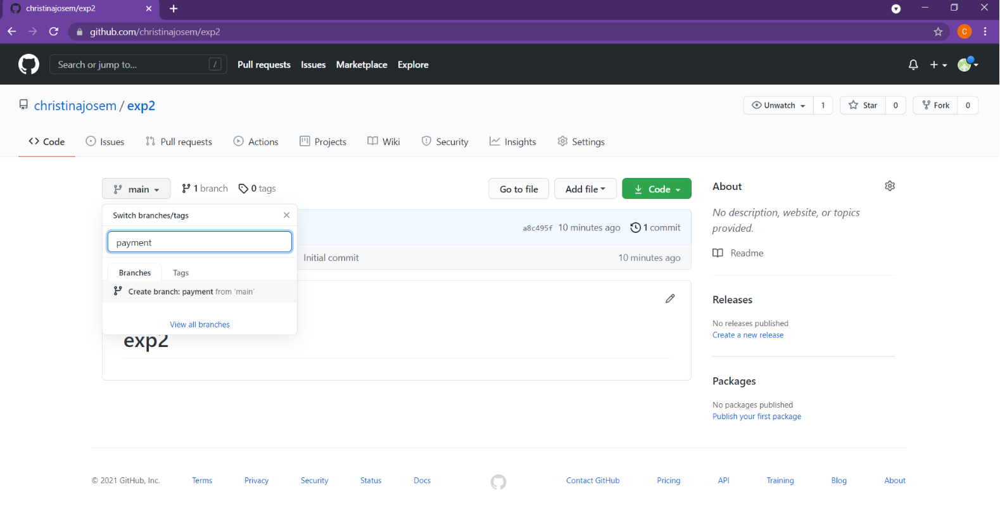 christinajosem/exp2
github.com/christinajosem/exp2
C
Search or jump to...
/
Pull requests
Issues
Marketplace
Explore
christinajosem / exp2
Unwatch 1
Star 0
Fork 0
Code
Issues
Pull requests
Actions
Projects
Wiki
Security
Insights
Settings
main
1 branch
0 tags
Go to file
Add file
Code
Switch branches/tags
payment
Branches
Tags
Create branch: payment from 'main'
View all branches
a8c495f 10 minutes ago 1 commit
Initial commit 10 minutes ago
exp2
About
No description, website, or topics
provided.
Readme
Releases
No releases published
Create a new release
Packages
No packages published
Publish your first package
© 2021 GitHub, Inc.
Terms
Privacy
Security
Status
Docs
Contact GitHub
Pricing
API
Training
Blog
About